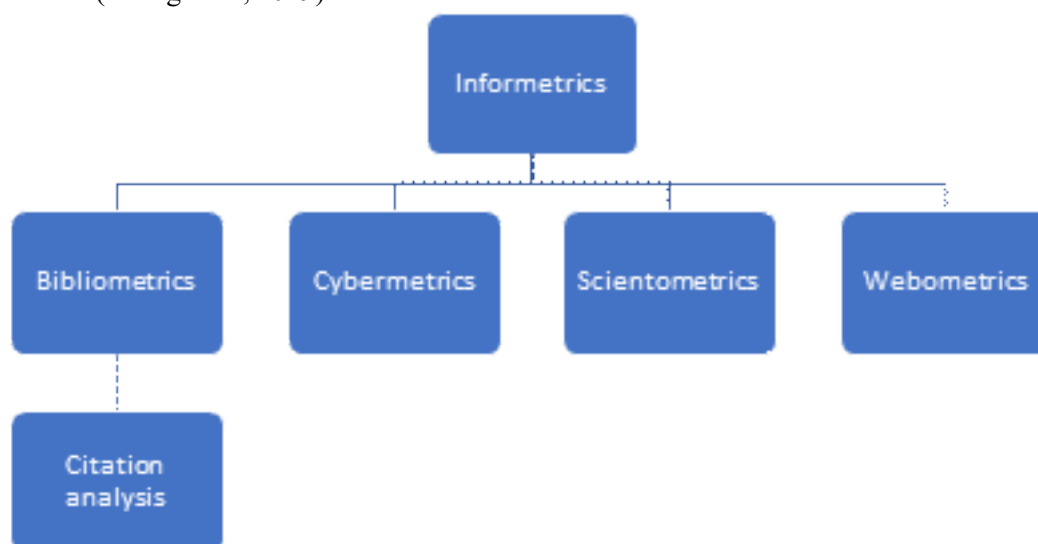 Informetrics
Bibliometrics
Cybermetrics
Scientometrics
Webometrics
Citation
analysis